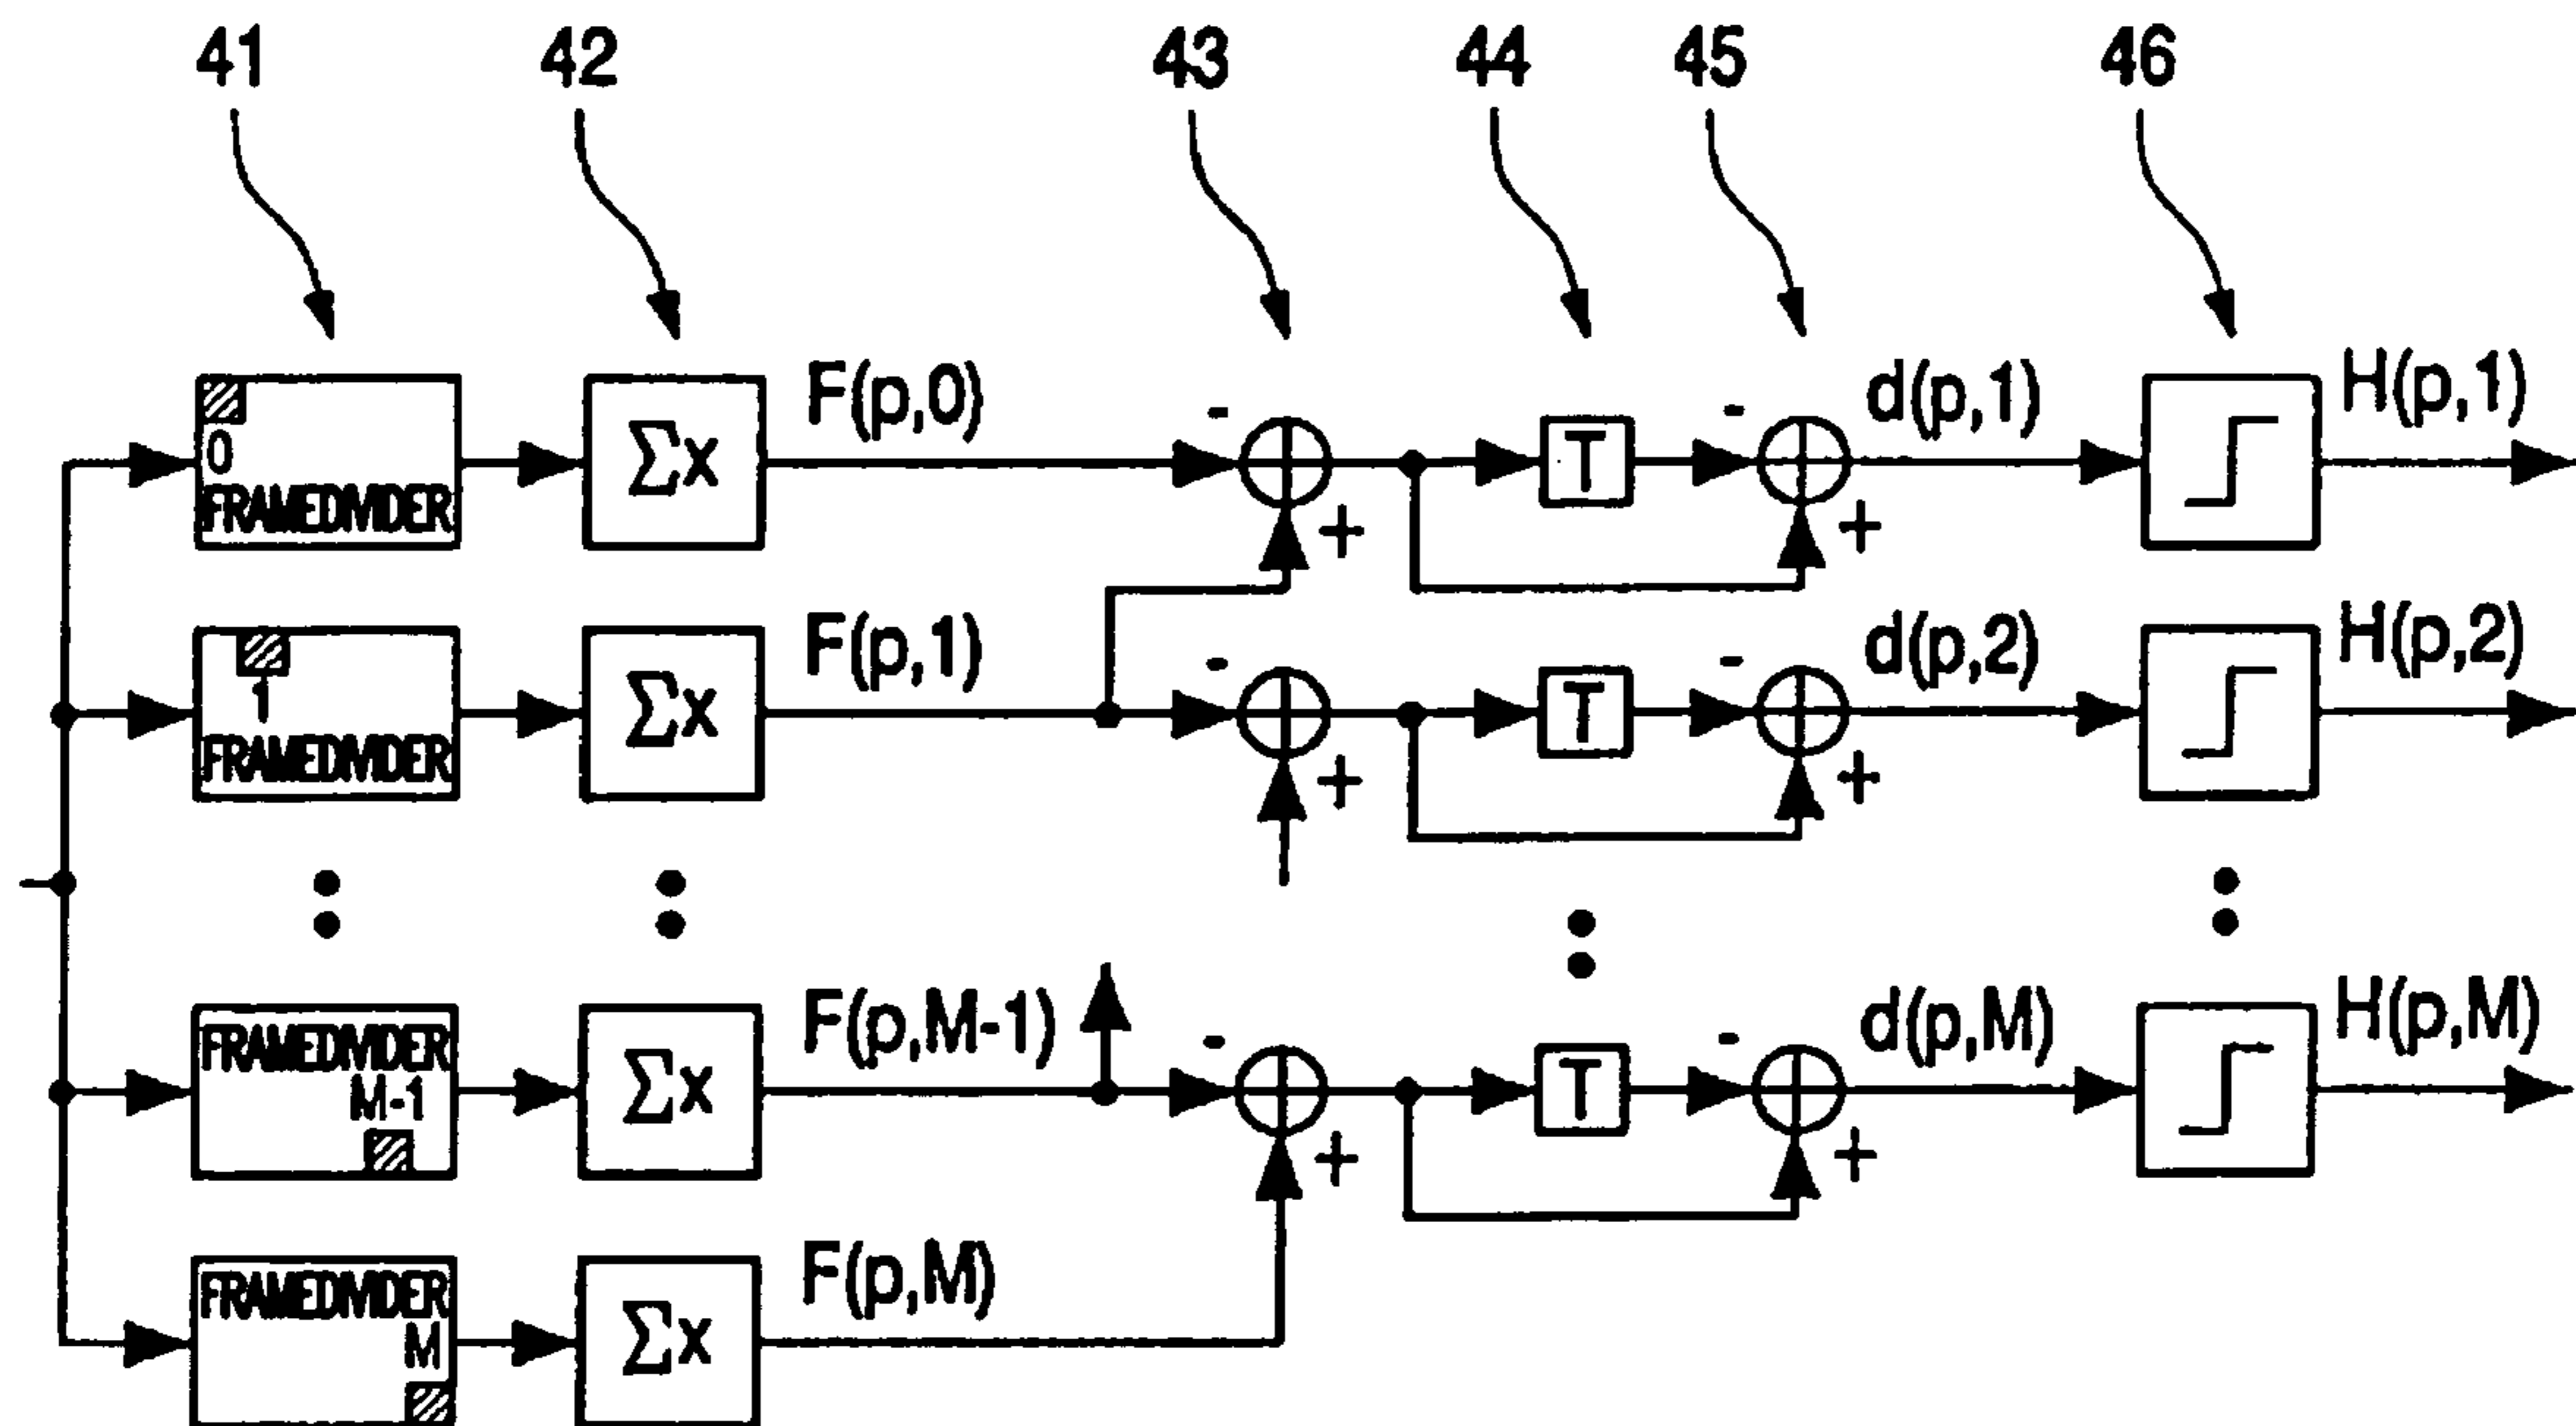 41 42 43 44 45 46
0
FRAMEDIVIDER
Σx
F(p,0)
-
+
T
-
+
d(p,1)
H(p,1)
1
FRAMEDIVIDER
Σx
F(p,1)
-
+
T
-
+
d(p,2)
H(p,2)
FRAMEDIVIDER
M-1
Σx
F(p,M-1)
-
+
T
-
+
d(p,M)
H(p,M)
FRAMEDIVIDER
M
Σx
F(p,M)